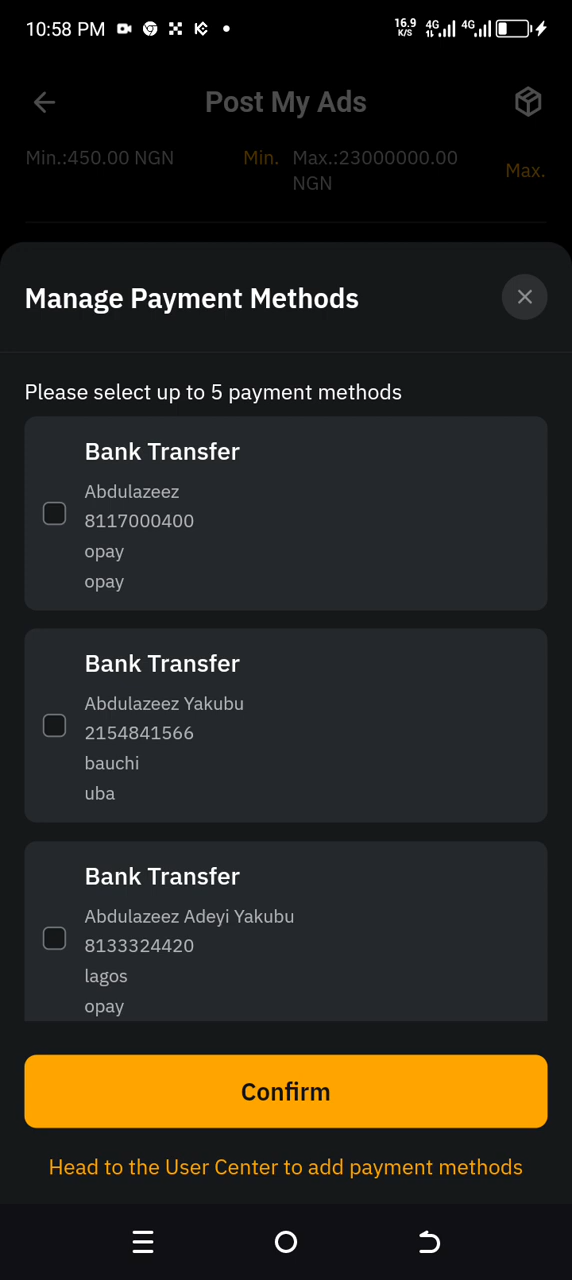 10:58 PM
16.9
K/S
4G
4G
Post My Ads
Min.:450.00 NGN
Min.
Max.:23000000.00
NGN
Max.
Manage Payment Methods
Please select up to 5 payment methods
Bank Transfer
Abdulazeez
8117000400
opay
opay
Bank Transfer
Abdulazeez Yakubu
2154841566
bauchi
uba
Bank Transfer
Abdulazeez Adeyi Yakubu
8133324420
lagos
opay
Confirm
Head to the User Center to add payment methods